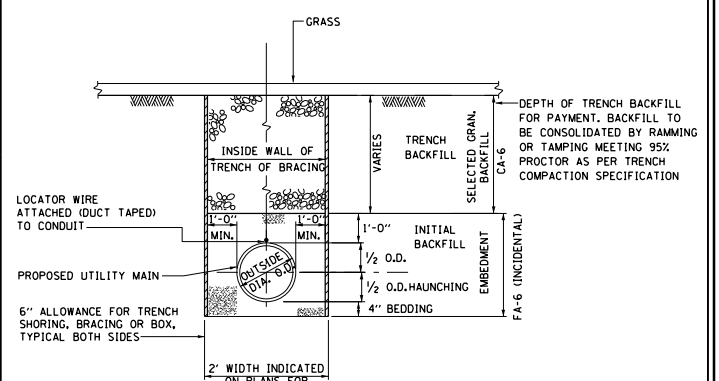 GRASS
DEPTH OF TRENCH BACKFILL
FOR PAYMENT. BACKFILL TO
BE CONSOLIDATED BY RAMMING
OR TAMPING MEETING 95%
PROCTOR AS PER TRENCH
COMPACTION SPECIFICATION
INSIDE WALL OF
TRENCH OF BRACING
VARIES
TRENCH
BACKFILL
SELECTED GRAN.
BACKFILL
CA-6
LOCATOR WIRE
ATTACHED (DUCT TAPED)
TO CONDUIT
1'-0"
MIN.
1'-0"
MIN.
1'-0"
INITIAL
BACKFILL
1/2 O.D.
PROPOSED UTILITY MAIN
OUTSIDE
DIA. O.D.
1/2 O.D. HAUNCHING
4" BEDDING
EMBEDMENT
FA-6 (INCIDENTAL)
6" ALLOWANCE FOR TRENCH
SHORING, BRACING OR BOX,
TYPICAL BOTH SIDES
2' WIDTH INDICATED
ON PLANS FOR